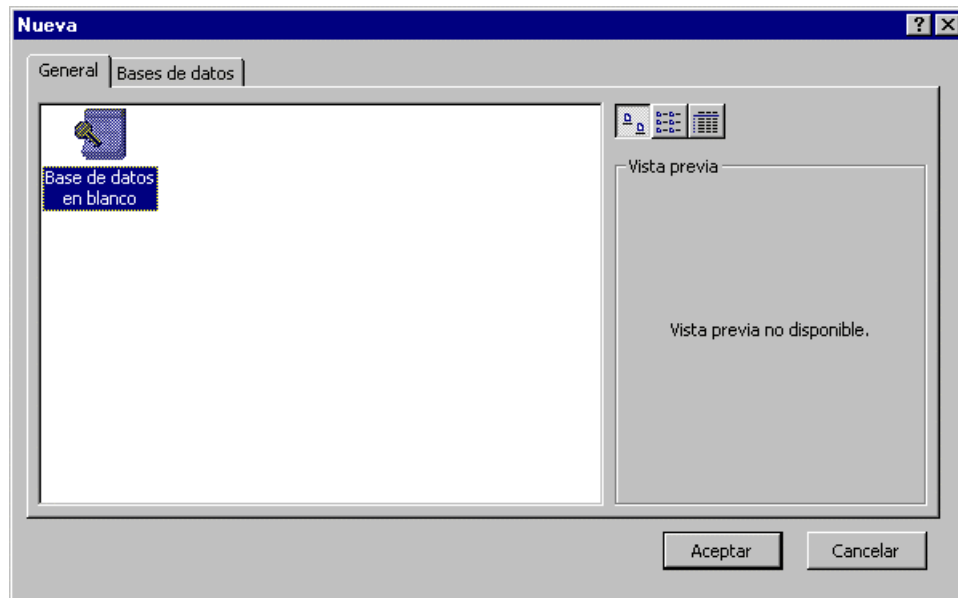 Nueva
General
Bases de datos
Base de datos
en blanco
Vista previa
Vista previa no disponible.
Aceptar
Cancelar